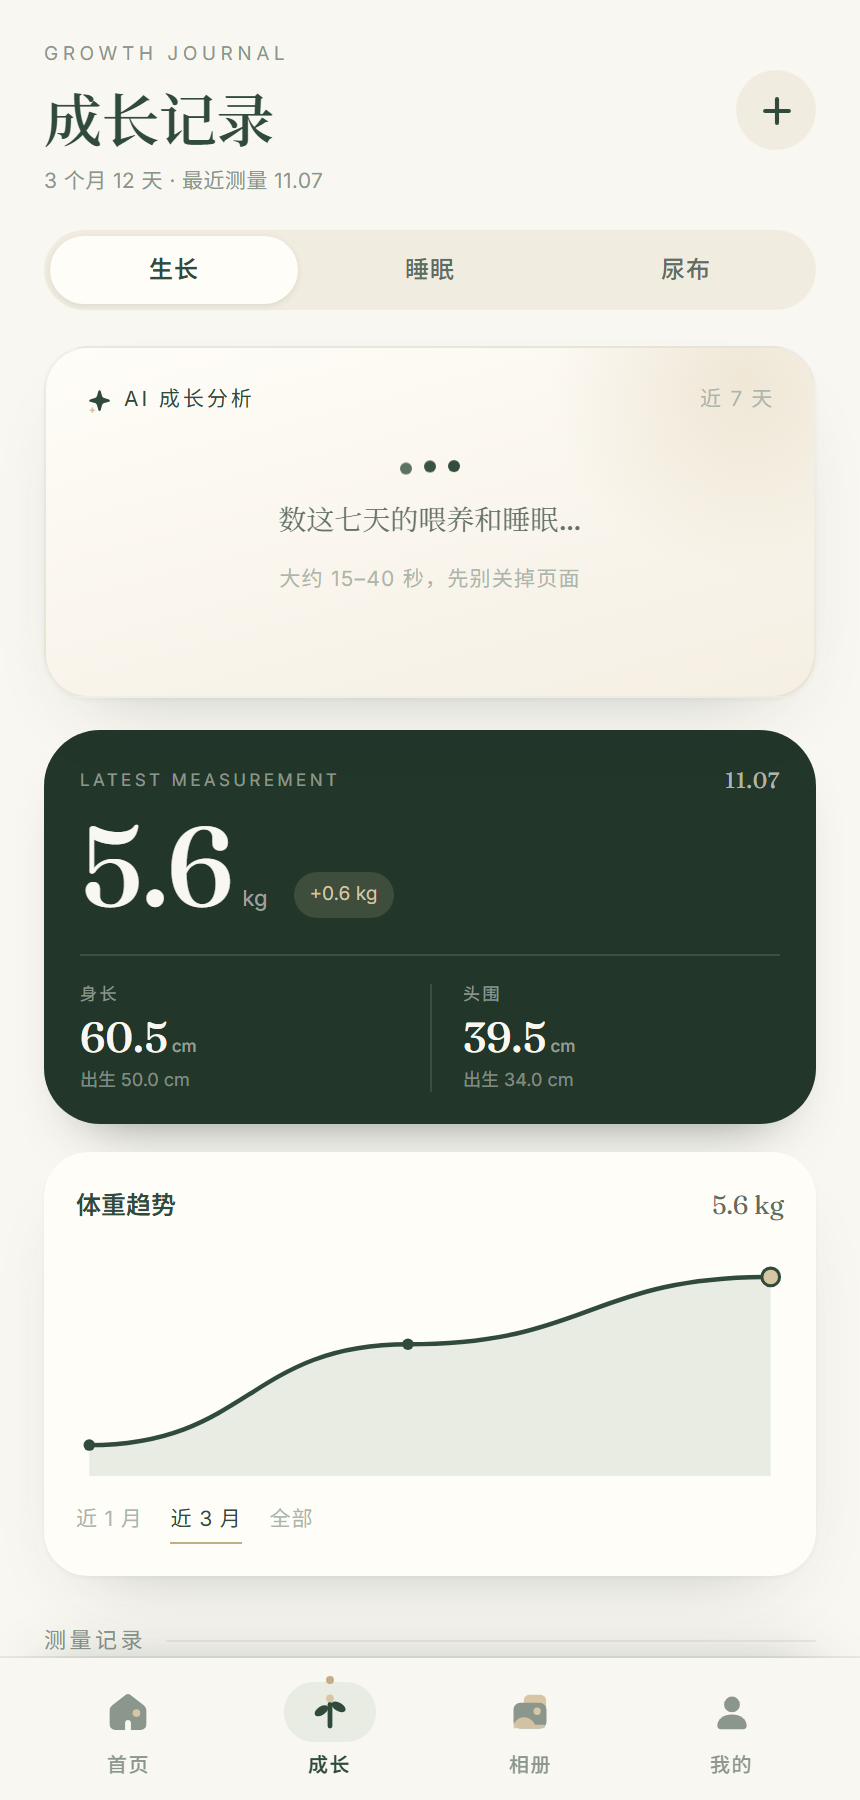 GROWTH JOURNAL
成长记录
3 个月 12 天 · 最近测量 11.07
生长 睡眠 尿布
AI 成长分析 近 7 天
数这七天的喂养和睡眠...
大约 15–40 秒，先别关掉页面
LATEST MEASUREMENT 11.07
5.6 kg +0.6 kg
身长 头围
60.5 cm 39.5 cm
出生 50.0 cm 出生 34.0 cm
体重趋势 5.6 kg
近 1 月 近 3 月 全部
测量记录
首页 成长 相册 我的